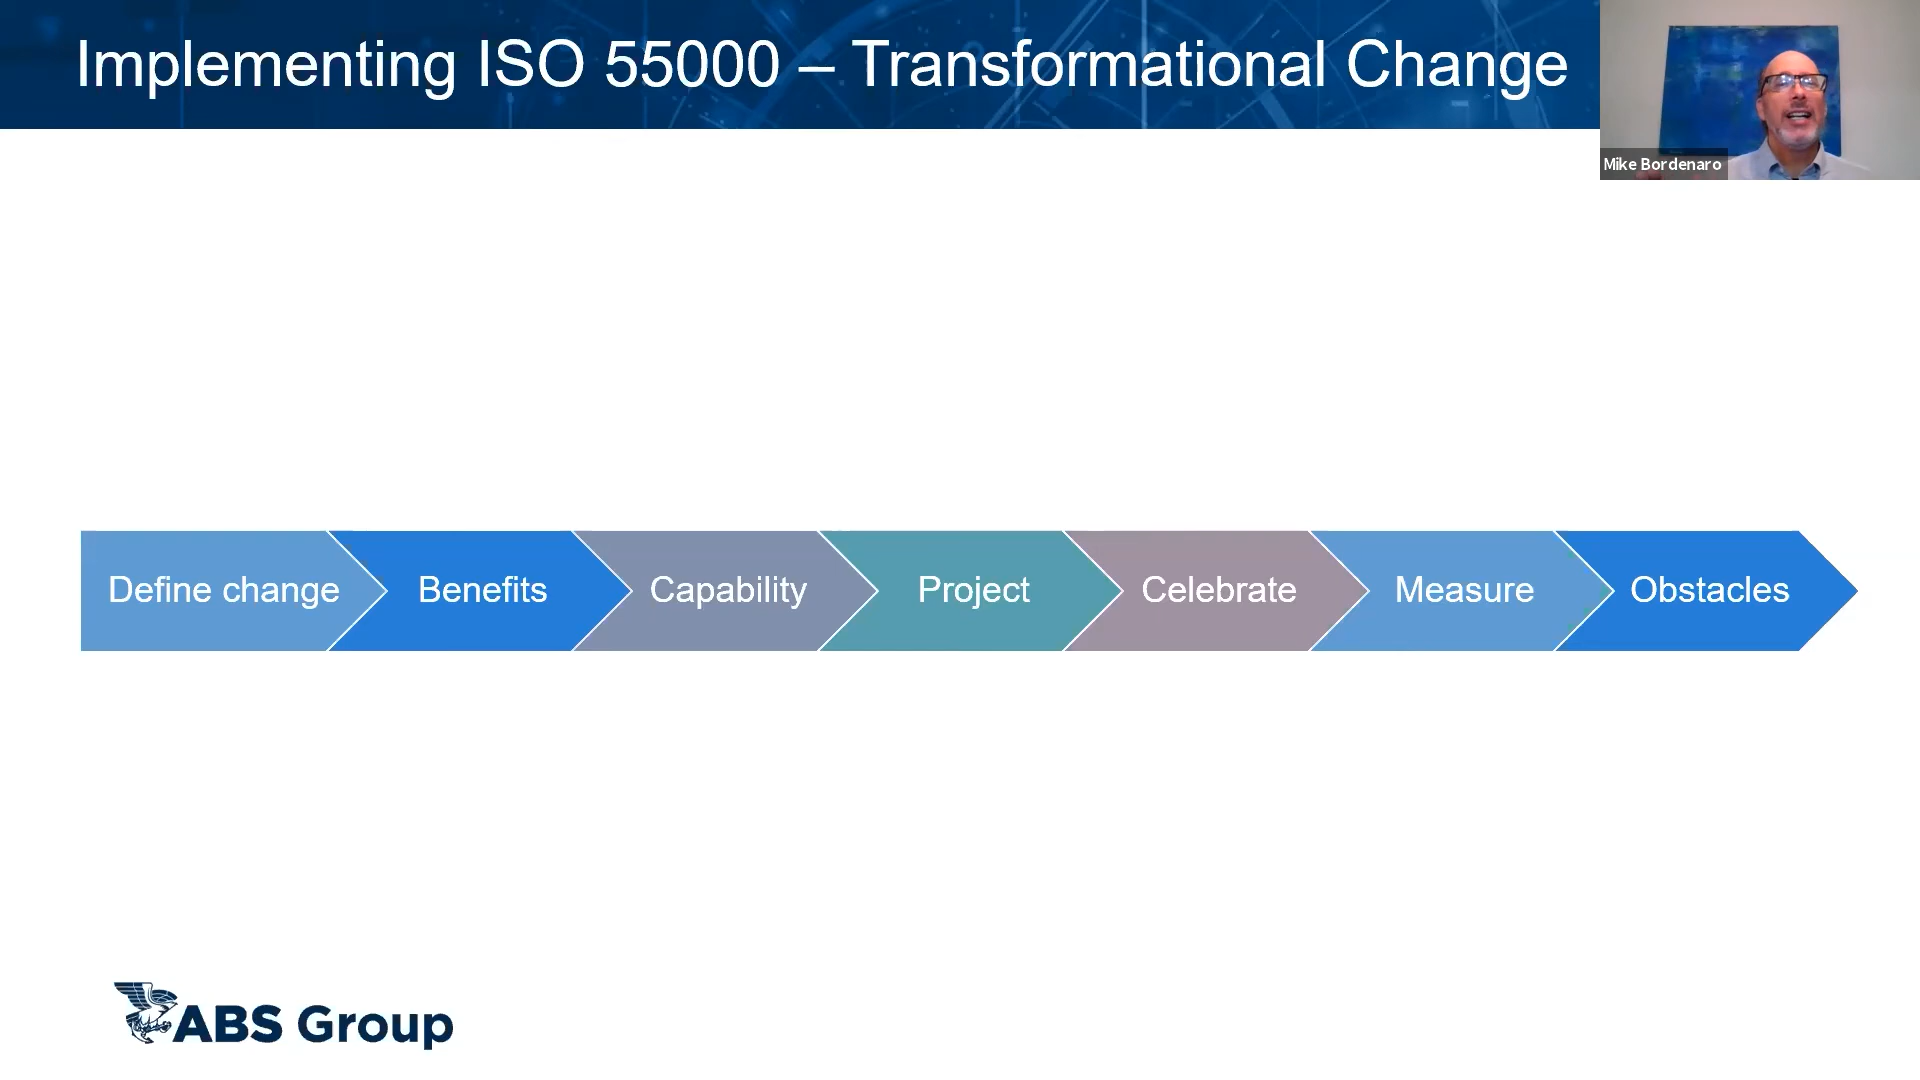 Implementing ISO 55000 – Transformational Change
Mike Bordenaro
Define change
Benefits
Capability
Project
Celebrate
Measure
Obstacles
ABS Group